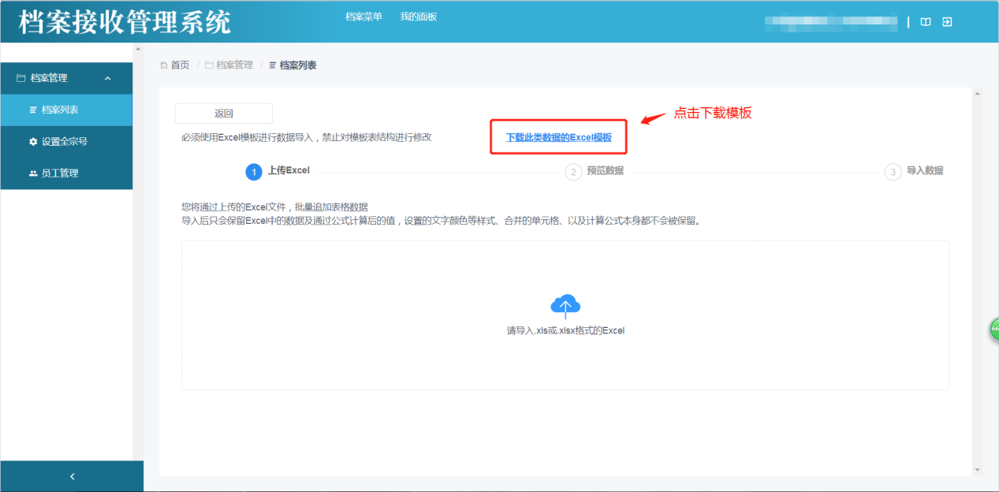 档案接收管理系统
档案菜单 我的面板
首页 / 档案管理 / 档案列表
档案管理
档案列表
设置全宗号
员工管理
返回
点击下载模板
必须使用Excel模板进行数据导入，禁止对模板表结构进行修改
下载此类数据的Excel模板
1 上传Excel
2 预览数据
3 导入数据
您将通过上传的Excel文件，批量追加表格数据
导入后只会保留Excel中的数据及通过公式计算后的值，设置的文字颜色等样式、合并的单元格、以及计算公式本身都不会被保留。
请导入.xls或.xlsx格式的Excel